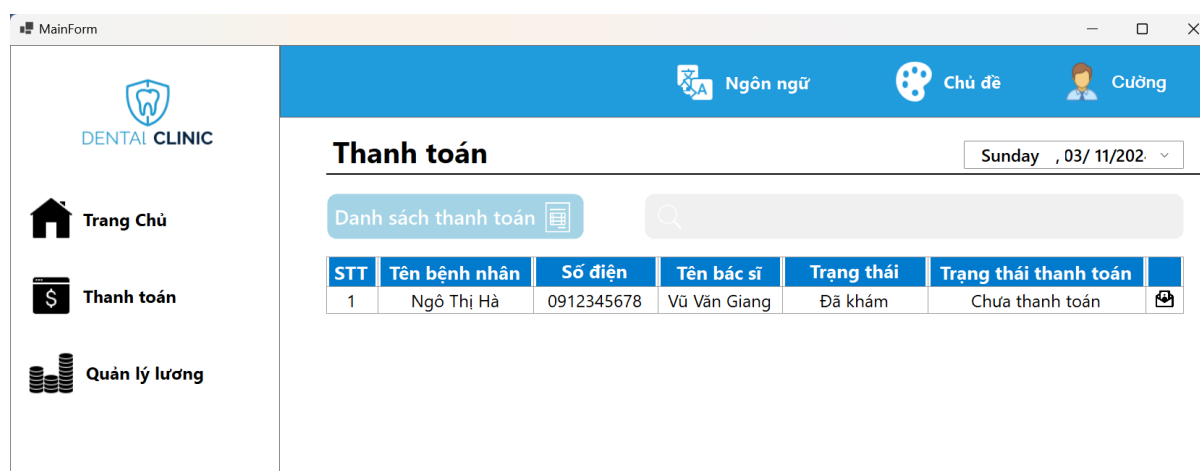 MainForm
Ngôn ngữ
Chủ đề
Cường
DENTAL CLINIC
Thanh toán
Sunday , 03/ 11/202
Trang Chủ
Danh sách thanh toán
STT Tên bệnh nhân Số điện Tên bác sĩ Trạng thái Trạng thái thanh toán
1 Ngô Thị Hà 0912345678 Vũ Văn Giang Đã khám Chưa thanh toán
Thanh toán
Quản lý lương